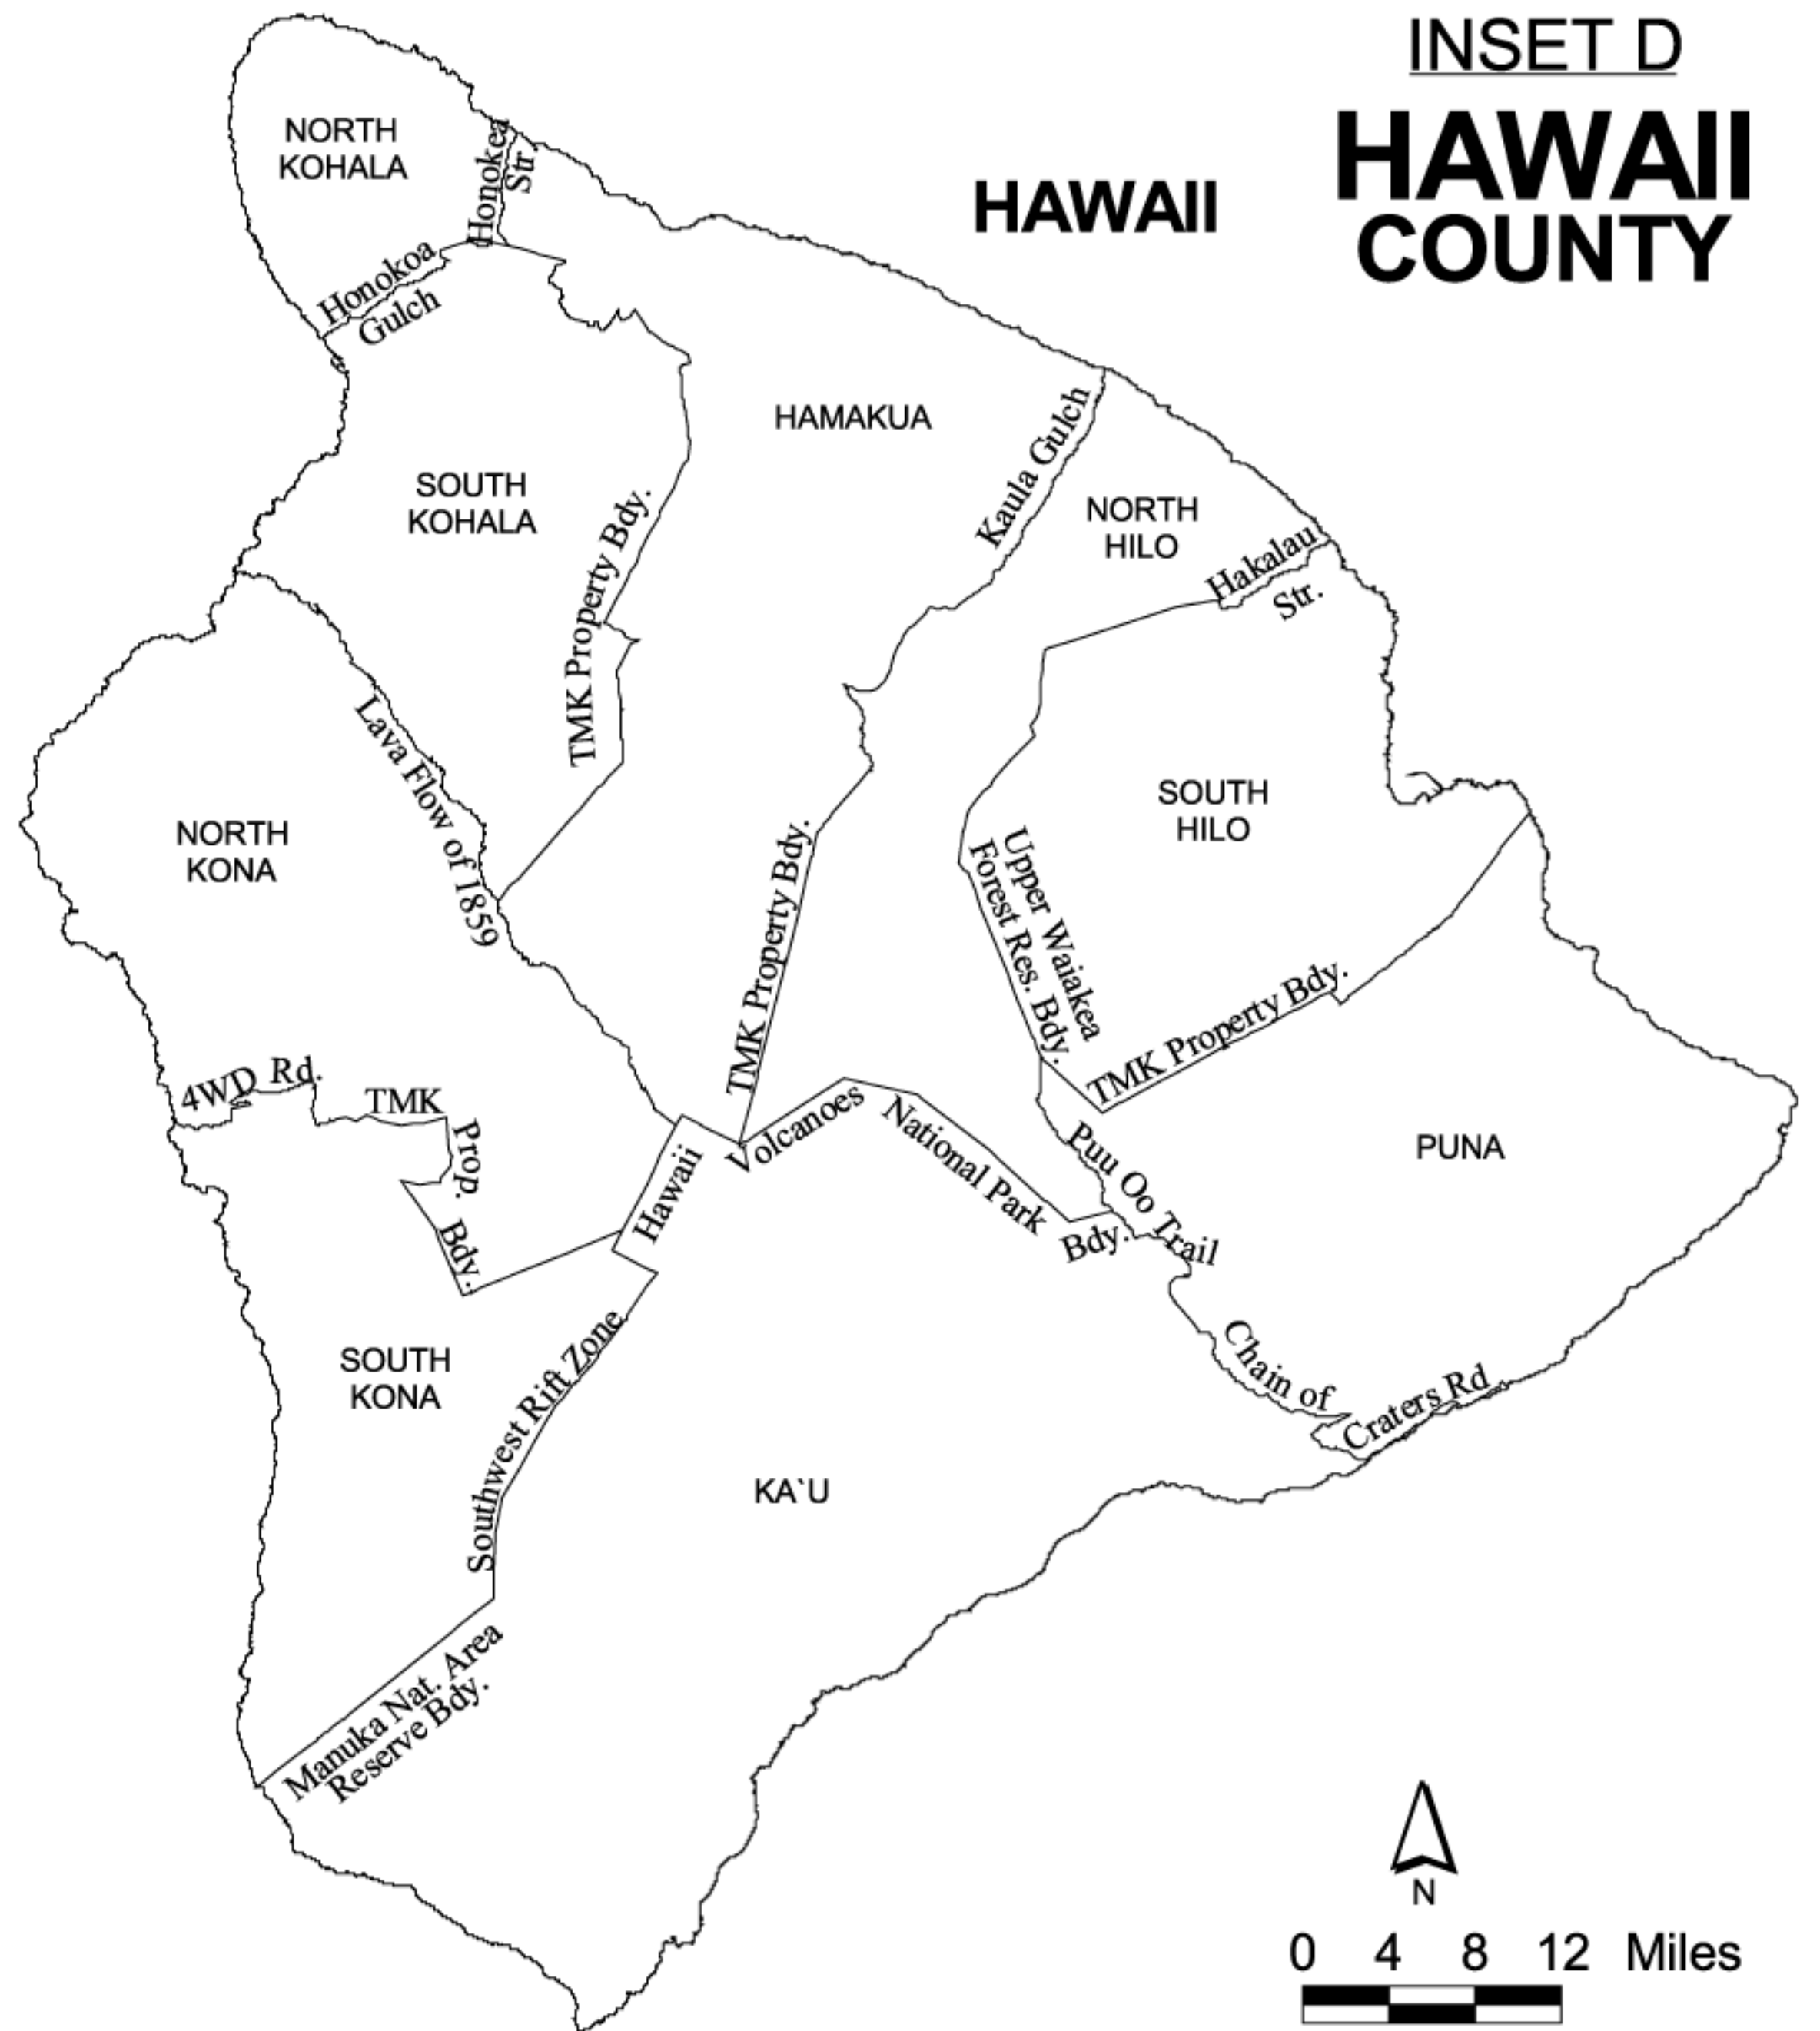 INSET D
HAWAII
COUNTY
HAWAII
NORTH
KOHALA
Honokea
Str.
Honokoa
Gulch
HAMAKUA
SOUTH
KOHALA
Kaula Gulch
NORTH
HILO
Hakalau
Str.
TMK Property Bdy.
Lava Flow of 1859
NORTH
KONA
SOUTH
HILO
TMK Property Bdy.
Upper Waiakea
Forest Res. Bdy.
TMK Property Bdy.
4WD Rd.
TMK
Prop.
Bdy.
Hawaii
Volcanoes
National Park
Bdy.
Puu Oo Trail
PUNA
Chain of
Craters Rd
SOUTH
KONA
Southwest Rift Zone
KA`U
Manuka Nat. Area
Reserve Bdy.
N
0 4 8 12 Miles